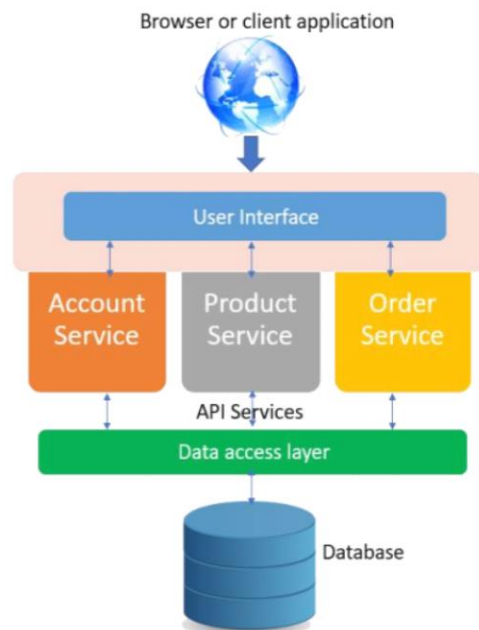 Browser or client application
User Interface
Account
Service
Product
Service
Order
Service
API Services
Data access layer
Database